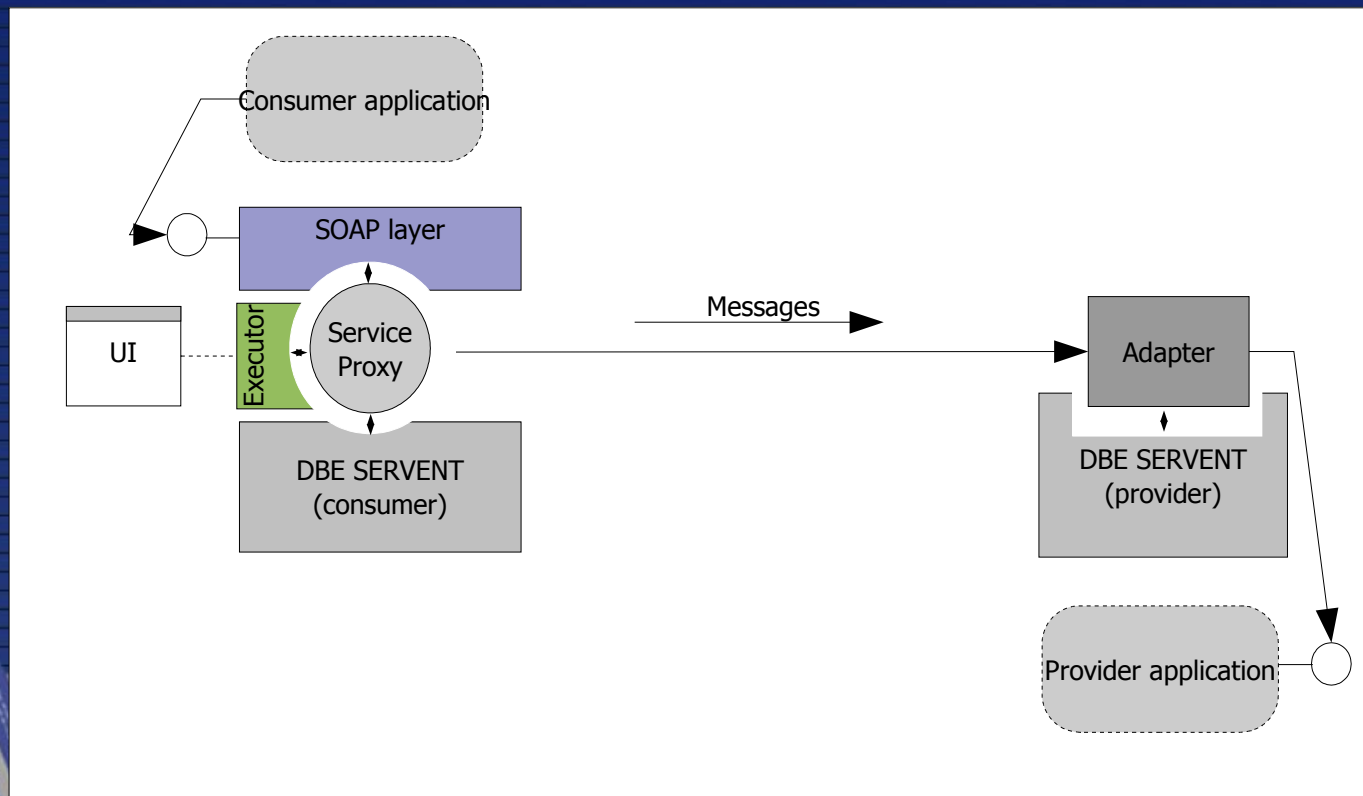 Consumer application
SOAP layer
UI
Executor
Service
Proxy
Messages
Adapter
DBE SERVENT
(consumer)
DBE SERVENT
(provider)
Provider application